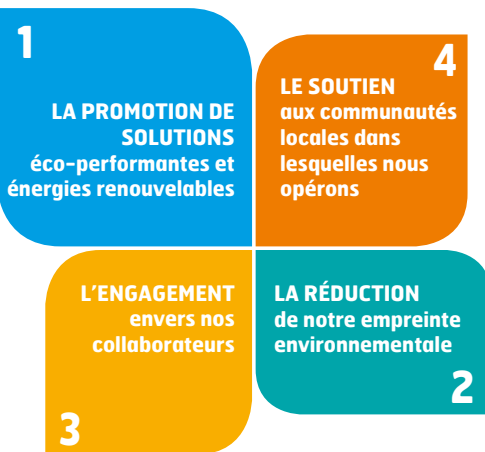 1
LA PROMOTION DE
SOLUTIONS
éco-performantes et
énergies renouvelables
4
LE SOUTIEN
aux communautés
locales dans
lesquelles nous
opérons
L'ENGAGEMENT
envers nos
collaborateurs
3
LA RÉDUCTION
de notre empreinte
environnementale
2